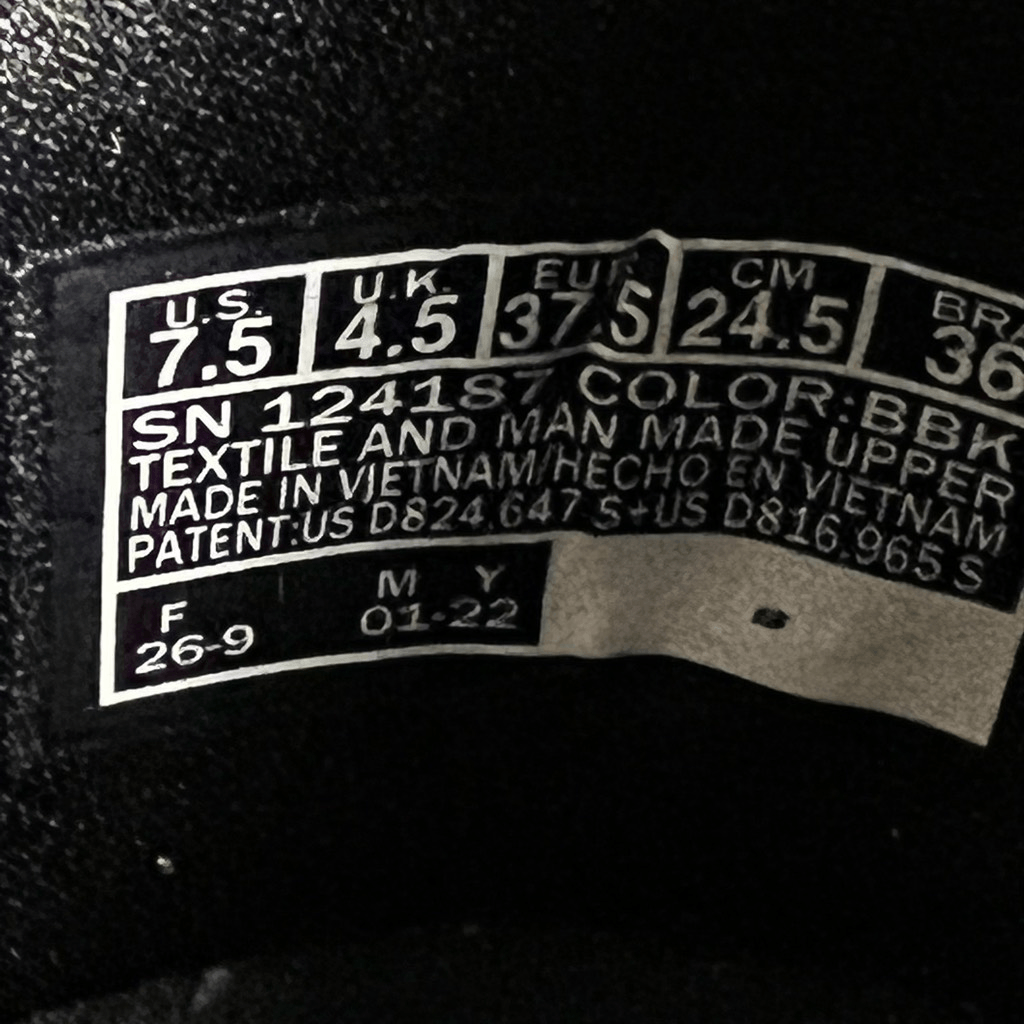 U.S. U.K. EUR CM BRA
7.5 4.5 37.5 24.5 36
SN 124187 COLOR:BBK
TEXTILE AND MAN MADE UPPER
MADE IN VIETNAM/HECHO EN VIETNAM
PATENT:US D824,647 S+US D816,965 S
F M Y
26-9 01-22